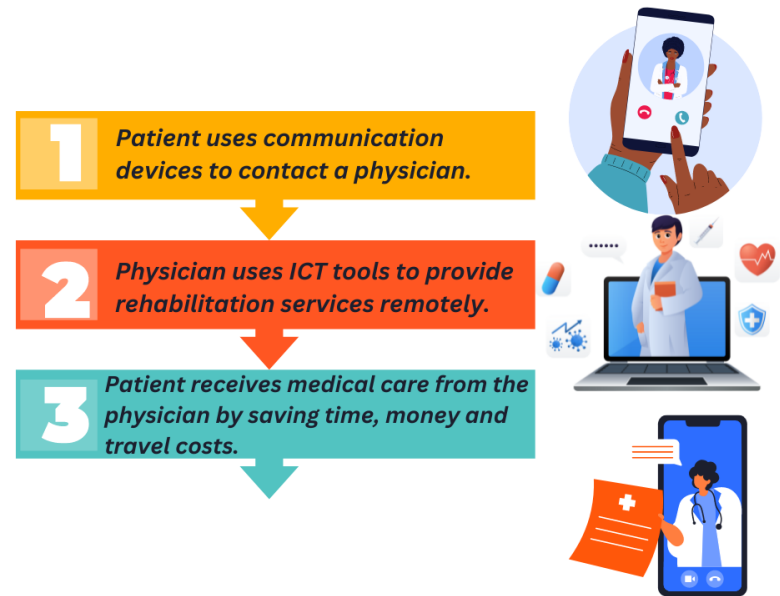 1
Patient uses communication
devices to contact a physician.
2
Physician uses ICT tools to provide
rehabilitation services remotely.
3
Patient receives medical care from the
physician by saving time, money and
travel costs.